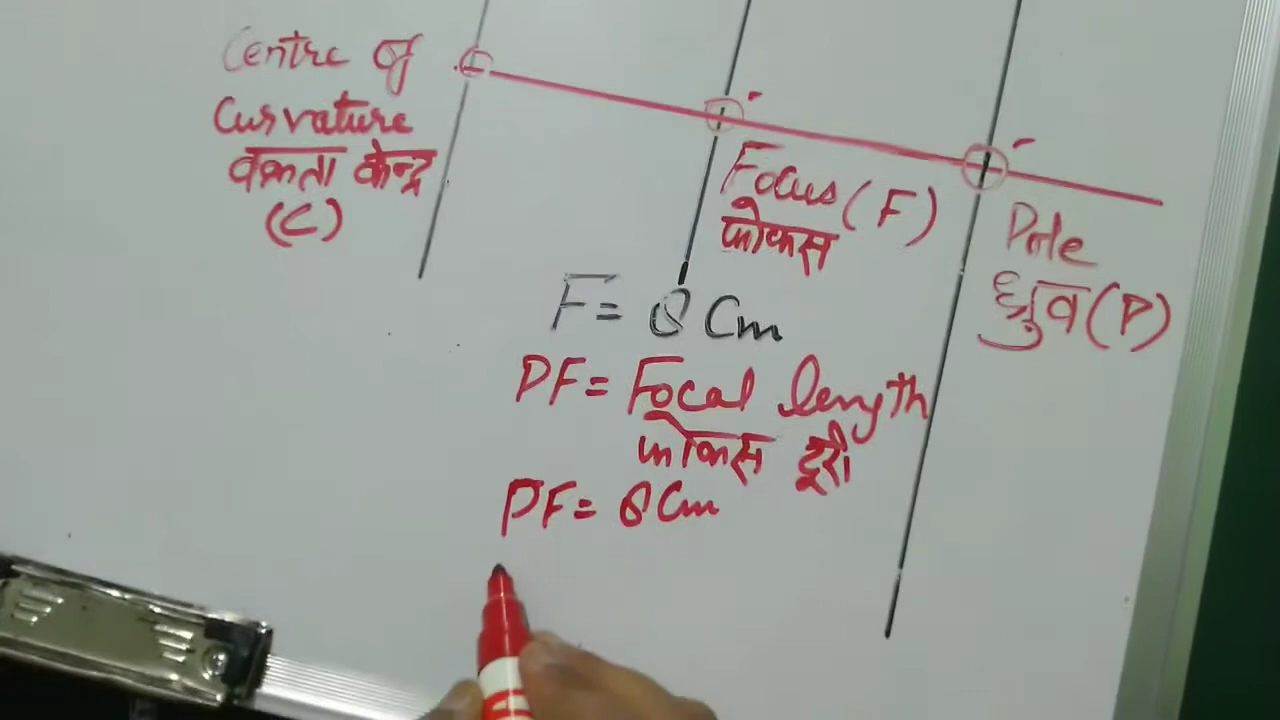 Centre of
Curvature
वक्रता केन्द्र
(C)
Focus (F)
फोकस
Pole
ध्रुव (P)
F = 8 Cm
PF = Focal length
फोकस दूरी
PF = 8 Cm